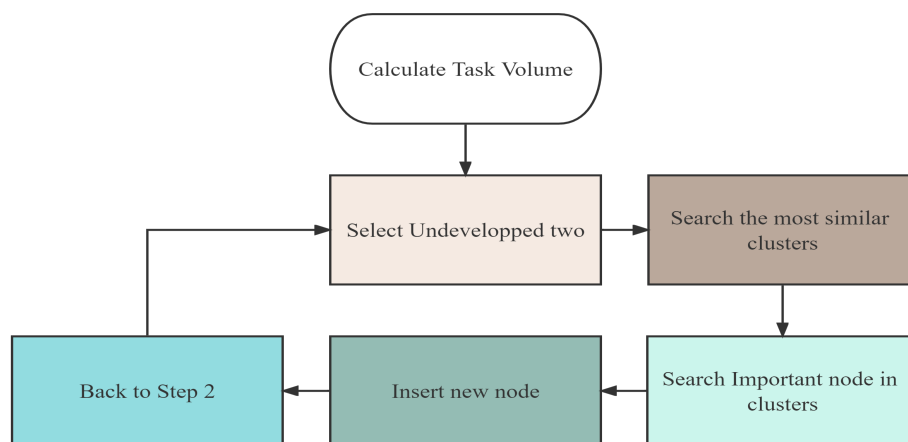 Calculate Task Volume
Select Undevelopped two
Search the most similar
clusters
Back to Step 2
Insert new node
Search Important node in
clusters